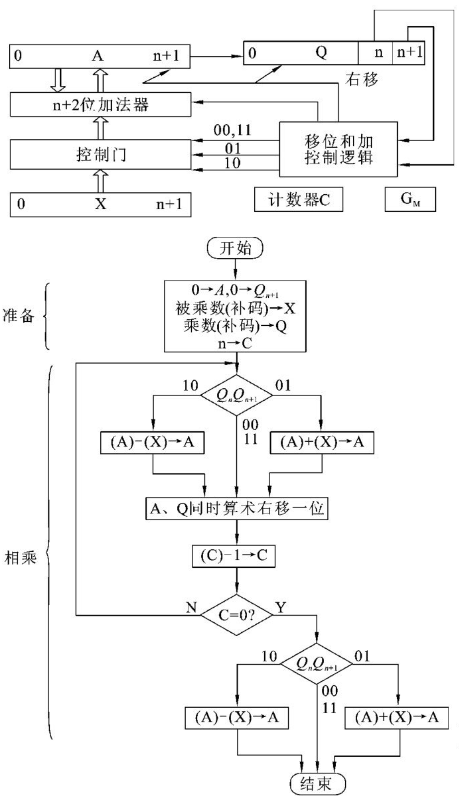 0 A n+1
0 Q n n+1
右移
n+2位加法器
00,11
01
10
控制门
移位和加
控制逻辑
0 X n+1
计数器C
G_M
开始
准备
0→A,0→Q_{n+1}
被乘数(补码)→X
乘数(补码)→Q
n→C
相乘
10 Q_nQ_{n+1} 01
00
11
(A)-(X)→A
(A)+(X)→A
A、Q同时算术右移一位
(C)-1→C
N C=0? Y
10 Q_nQ_{n+1} 01
00
11
(A)-(X)→A
(A)+(X)→A
结束